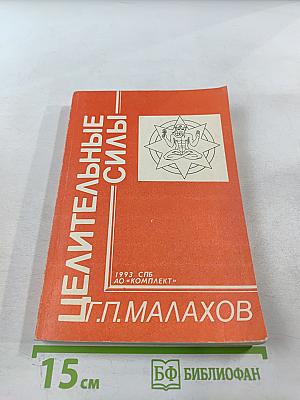 ЦЕЛИТЕЛЬНЫЕ
СИЛЫ
1993 СПБ
АО «КОМПЛЕКТ»
Г.П.МАЛАХОВ
15 см
БФ БИБЛИОФАН